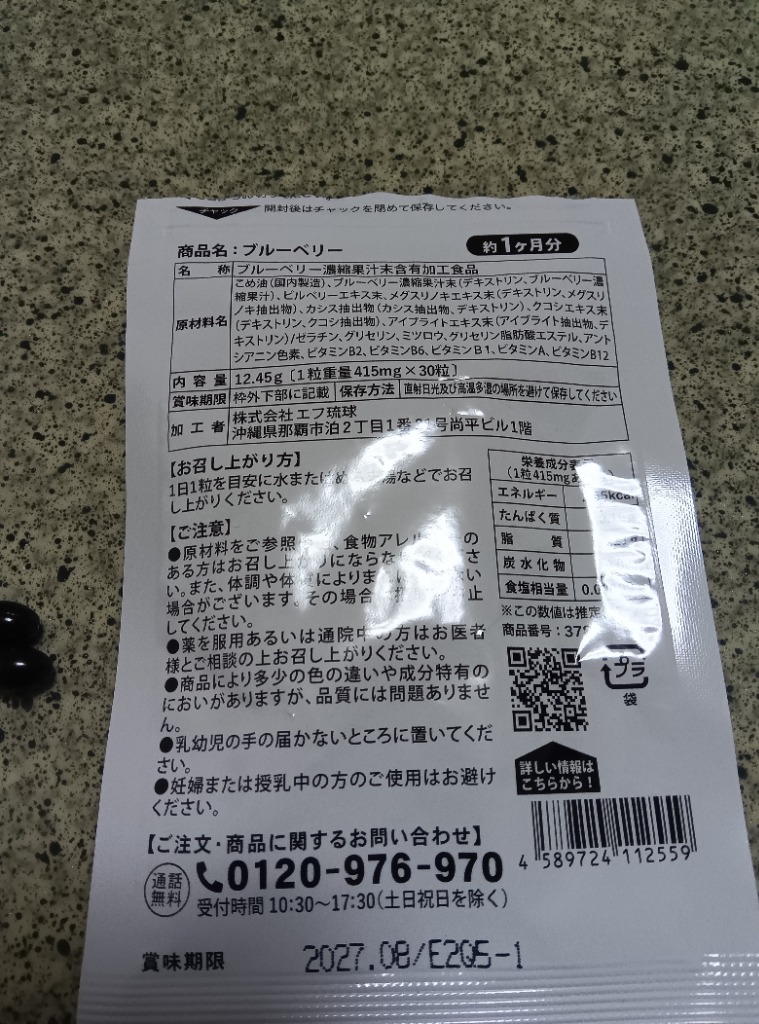 チャック 開封後はチャックを閉めて保存してください。
商品名：ブルーベリー 約1ヶ月分
名称 ブルーベリー濃縮果汁末含有加工食品
原材料名 こめ油(国内製造)、ブルーベリー濃縮果汁末(デキストリン、ブルーベリー濃
縮果汁)、ビルベリーエキス末、メグスリノキエキス末(デキストリン、メグスリ
ノキ抽出物)、カシス抽出物(カシス抽出物、デキストリン)、クコシエキス末
(デキストリン、クコシ抽出物)、アイブライトエキス末(アイブライト抽出物、デ
キストリン)/ゼラチン、グリセリン、ミツロウ、グリセリン脂肪酸エステル、アント
シアニン色素、ビタミンB2、ビタミンB6、ビタミンB1、ビタミンA、ビタミンB12
内容量 12.45g〔1粒重量415mg×30粒〕
賞味期限 枠外下部に記載 保存方法 直射日光及び高温多湿の場所を避けて保存してください
加工者 株式会社エフ琉球
沖縄県那覇市泊2丁目1番21号尚平ビル1階
【お召し上がり方】
1日1粒を目安に水または などでお召
し上がりください。
【ご注意】
●原材料をご参照 、食物アレル の
ある方はお召し上がりにならな さ
い。また、体調や体 により い
場合がございます。その場合 止
してください。
●薬を服用あるいは通院中の方はお医者
様とご相談の上お召し上がりください。
●商品により多少の色の違いや成分特有の
においがありますが、品質には問題ありませ
ん。
●乳幼児の手の届かないところに置いてくだ
さい。
●妊婦または授乳中の方のご使用はお避け
ください。
栄養成分
(1粒415mg
エネルギー kcal
たんぱく質
脂質
炭水化物
食塩相当量 0.0
※この数値は推定
商品番号：37
プラ
袋
詳しい情報は
こちらから！
4 589724 112559
【ご注文・商品に関するお問い合わせ】
通話無料 0120-976-970
受付時間 10:30～17:30(土日祝日を除く)
賞味期限 2027.08/E2Q5-1